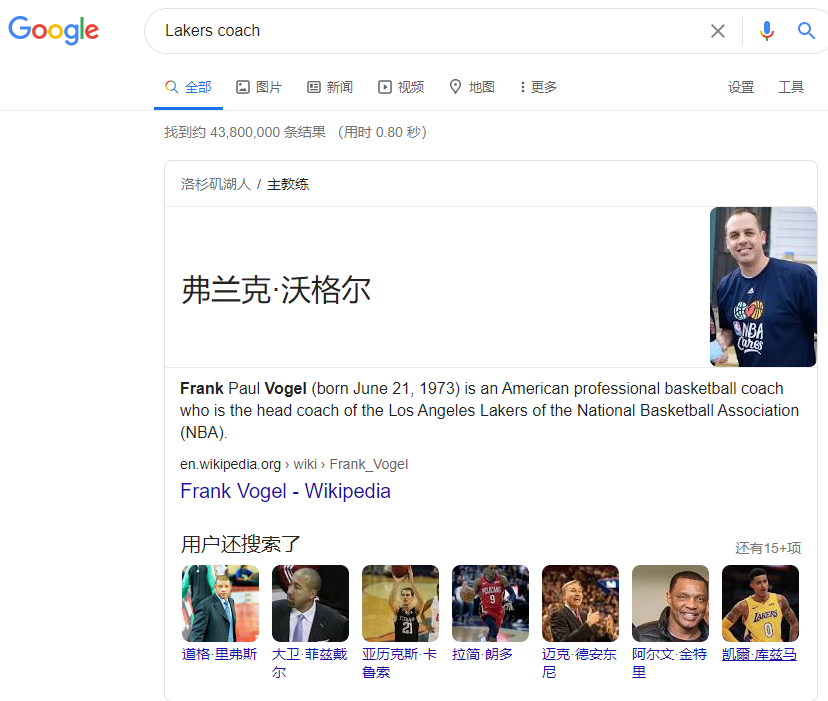 Google
Lakers coach
全部
图片
新闻
视频
地图
更多
设置
工具
找到约 43,800,000 条结果 （用时 0.80 秒）
洛杉矶湖人 / 主教练
弗兰克·沃格尔
NBA
Cares
Frank Paul Vogel (born June 21, 1973) is an American professional basketball coach
who is the head coach of the Los Angeles Lakers of the National Basketball Association
(NBA).
en.wikipedia.org › wiki › Frank_Vogel
Frank Vogel - Wikipedia
用户还搜索了
还有15+项
TITANS
21
PELICANS
9
LAKERS
0
道格·里弗斯
大卫·菲兹戴
尔
亚历克斯·卡
鲁索
拉简·朗多
迈克·德安东
尼
阿尔文·金特
里
凯爾·库兹马